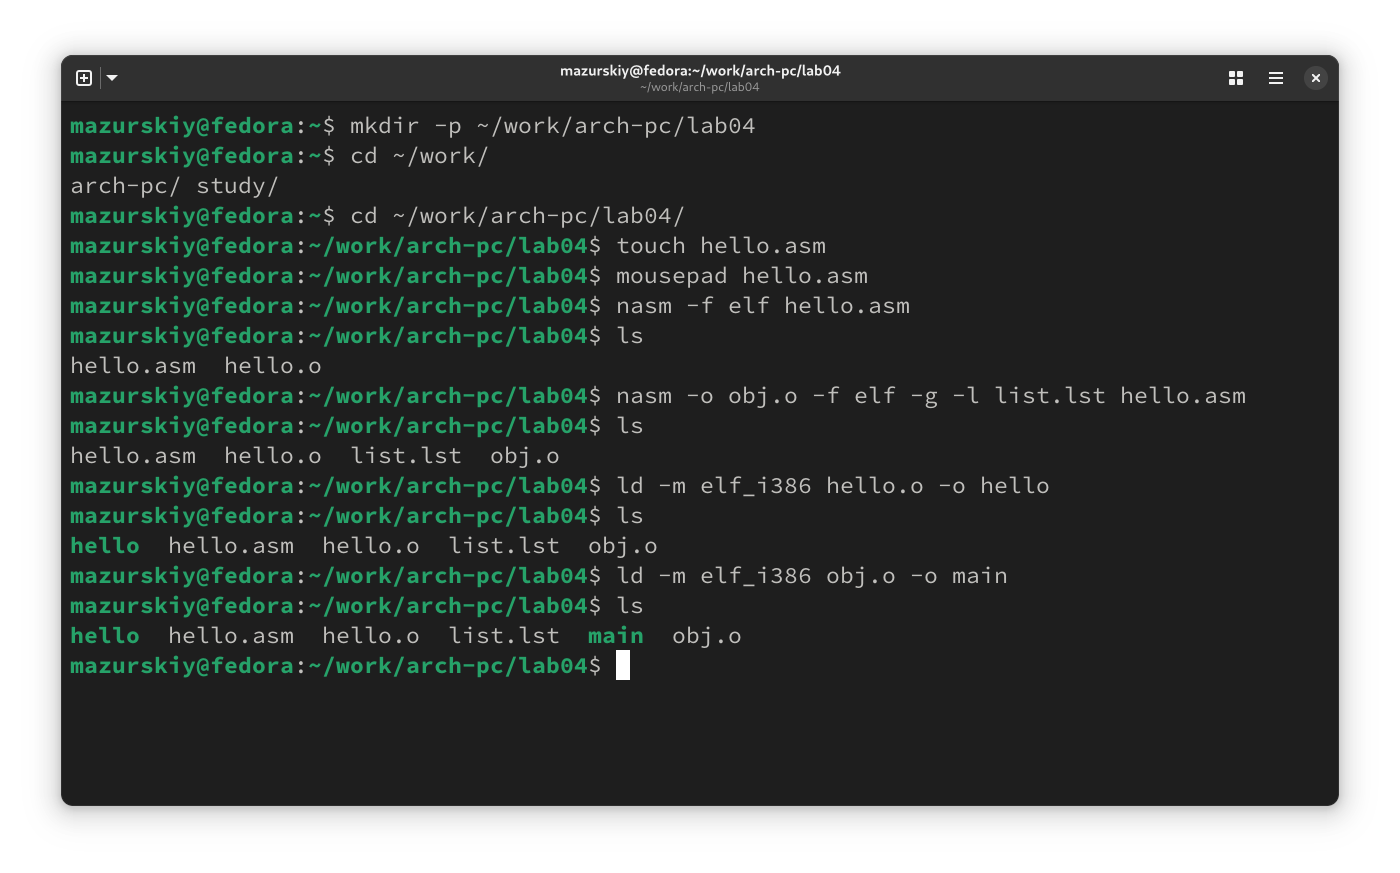 mazurskiy@fedora:~/work/arch-pc/lab04
~/work/arch-pc/lab04
mazurskiy@fedora:~$ mkdir -p ~/work/arch-pc/lab04
mazurskiy@fedora:~$ cd ~/work/
arch-pc/ study/
mazurskiy@fedora:~$ cd ~/work/arch-pc/lab04/
mazurskiy@fedora:~/work/arch-pc/lab04$ touch hello.asm
mazurskiy@fedora:~/work/arch-pc/lab04$ mousepad hello.asm
mazurskiy@fedora:~/work/arch-pc/lab04$ nasm -f elf hello.asm
mazurskiy@fedora:~/work/arch-pc/lab04$ ls
hello.asm  hello.o
mazurskiy@fedora:~/work/arch-pc/lab04$ nasm -o obj.o -f elf -g -l list.lst hello.asm
mazurskiy@fedora:~/work/arch-pc/lab04$ ls
hello.asm  hello.o  list.lst  obj.o
mazurskiy@fedora:~/work/arch-pc/lab04$ ld -m elf_i386 hello.o -o hello
mazurskiy@fedora:~/work/arch-pc/lab04$ ls
hello  hello.asm  hello.o  list.lst  obj.o
mazurskiy@fedora:~/work/arch-pc/lab04$ ld -m elf_i386 obj.o -o main
mazurskiy@fedora:~/work/arch-pc/lab04$ ls
hello  hello.asm  hello.o  list.lst  main  obj.o
mazurskiy@fedora:~/work/arch-pc/lab04$